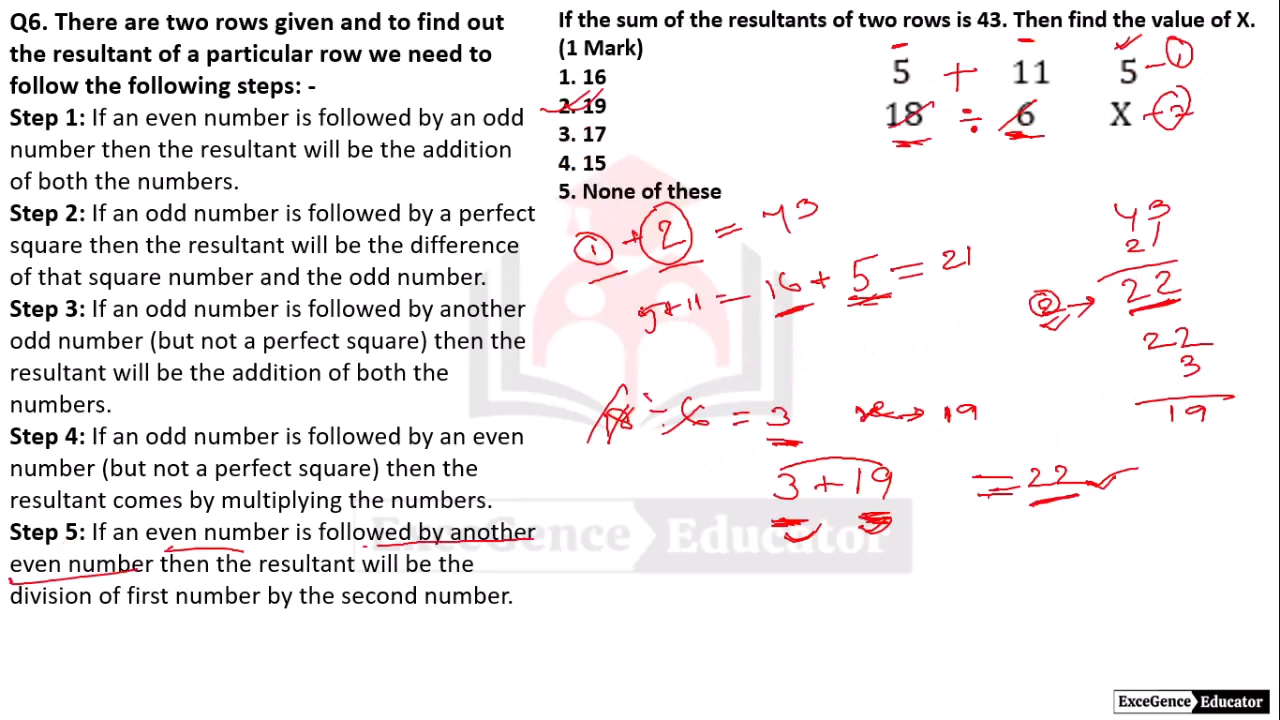 Q6. There are two rows given and to find out
the resultant of a particular row we need to
follow the following steps: -
Step 1: If an even number is followed by an odd
number then the resultant will be the addition
of both the numbers.
Step 2: If an odd number is followed by a perfect
square then the resultant will be the difference
of that square number and the odd number.
Step 3: If an odd number is followed by another
odd number (but not a perfect square) then the
resultant will be the addition of both the
numbers.
Step 4: If an odd number is followed by an even
number (but not a perfect square) then the
resultant comes by multiplying the numbers.
Step 5: If an even number is followed by another
even number then the resultant will be the
division of first number by the second number.
If the sum of the resultants of two rows is 43. Then find the value of X.
(1 Mark)
1. 16
2. 19
3. 17
4. 15
5. None of these
5 + 11 5 - 1
18 ÷ 6 X - 2
1 + 2 = 43
5+11 = 16 + 5 = 21
43
21
2 → 22
22
3
19
18 ÷ 6 = 3
x → 19
3 + 19 = 22
ExceGence Educator
ExceGence Educator